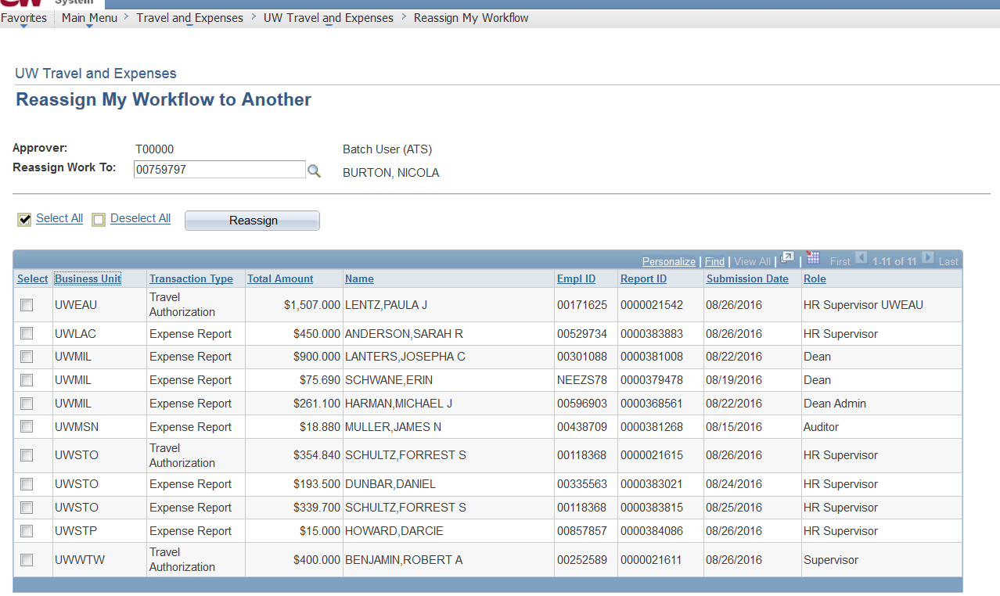 UW System
Favorites Main Menu > Travel and Expenses > UW Travel and Expenses > Reassign My Workflow
UW Travel and Expenses
Reassign My Workflow to Another
Approver: T00000 Batch User (ATS)
Reassign Work To: 00759797 BURTON, NICOLA
Select All Deselect All Reassign
Personalize | Find | View All | | First 1-11 of 11 Last
Select Business Unit Transaction Type Total Amount Name Empl ID Report ID Submission Date Role
UWEAU Travel Authorization $1,507.000 LENTZ,PAULA J 00171625 0000021542 08/26/2016 HR Supervisor UWEAU
UWLAC Expense Report $450.000 ANDERSON,SARAH R 00529734 0000383883 08/26/2016 HR Supervisor
UWMIL Expense Report $900.000 LANTERS,JOSEPHA C 00301088 0000381008 08/22/2016 Dean
UWMIL Expense Report $75.690 SCHWANE,ERIN NEEZS78 0000379478 08/19/2016 Dean
UWMIL Expense Report $261.100 HARMAN,MICHAEL J 00596903 0000368561 08/22/2016 Dean Admin
UWMSN Expense Report $18.880 MULLER,JAMES N 00438709 0000381268 08/15/2016 Auditor
UWSTO Travel Authorization $354.840 SCHULTZ,FORREST S 00118368 0000021615 08/26/2016 HR Supervisor
UWSTO Expense Report $193.500 DUNBAR,DANIEL 00335563 0000383021 08/24/2016 HR Supervisor
UWSTO Expense Report $339.700 SCHULTZ,FORREST S 00118368 0000383815 08/25/2016 HR Supervisor
UWSTP Expense Report $15.000 HOWARD,DARCIE 00857857 0000384086 08/26/2016 HR Supervisor
UWWTW Travel Authorization $400.000 BENJAMIN,ROBERT A 00252589 0000021611 08/26/2016 Supervisor